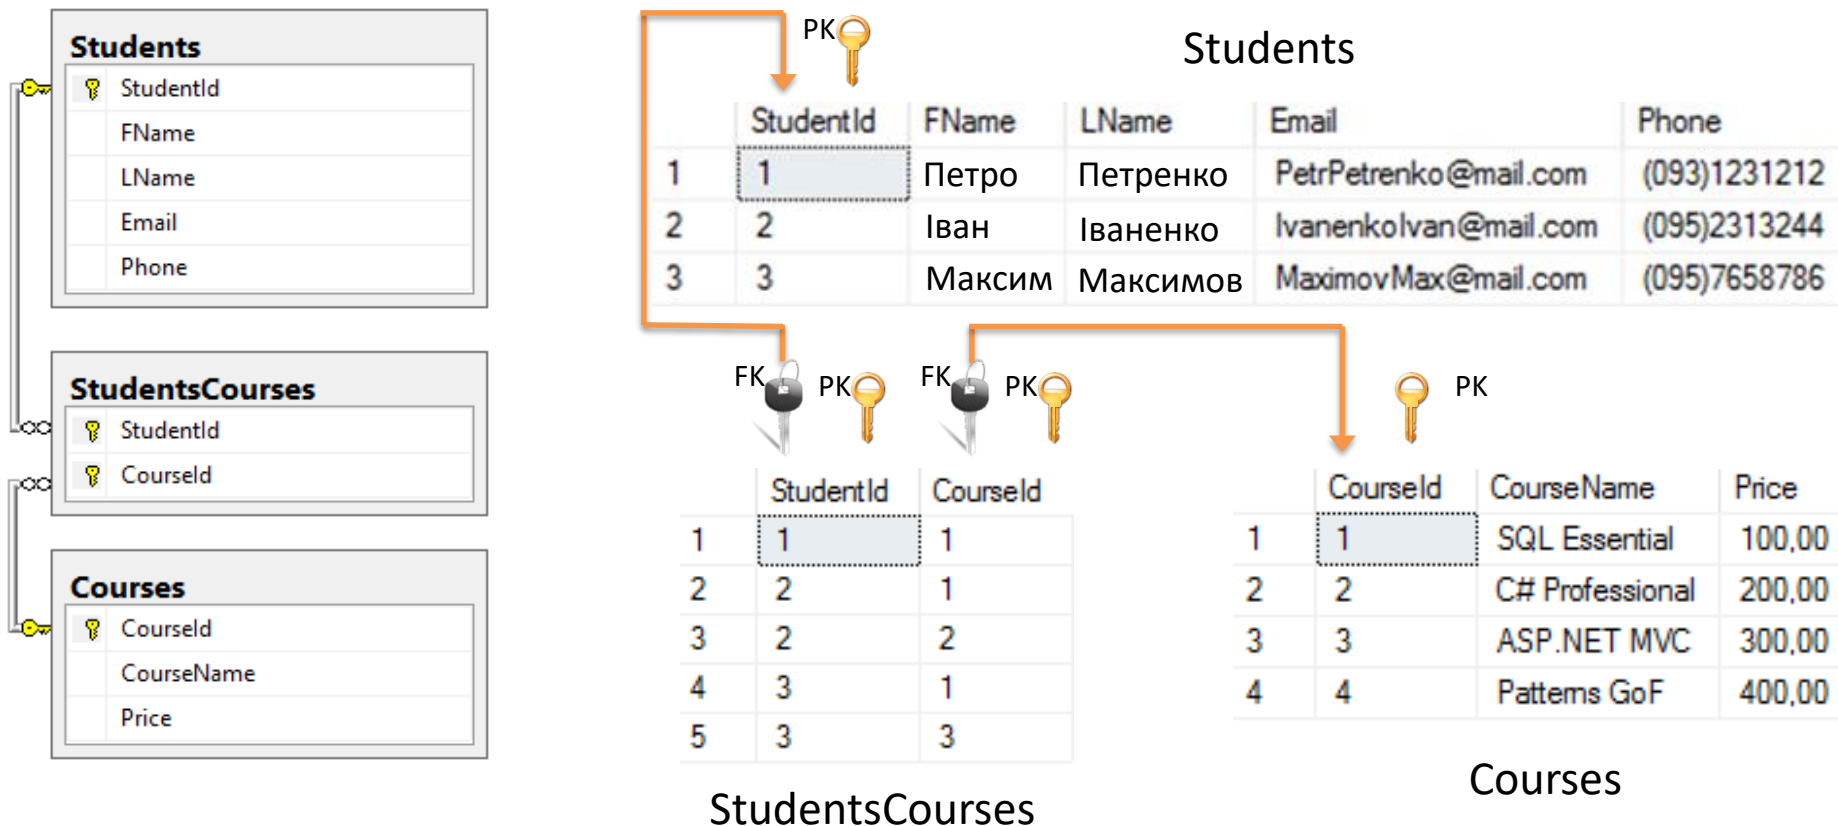 Students
StudentId
FName
LName
Email
Phone
StudentsCourses
StudentId
CourseId
Courses
CourseId
CourseName
Price
PK
Students
StudentId FName LName Email Phone
1 1 Петро Петренко PetrPetrenko@mail.com (093)1231212
2 2 Іван Іваненко IvanenkoIvan@mail.com (095)2313244
3 3 Максим Максимов MaximovMax@mail.com (095)7658786
FK PK FK PK PK
StudentId CourseId
1 1 1
2 2 1
3 2 2
4 3 1
5 3 3
StudentsCourses
CourseId CourseName Price
1 1 SQL Essential 100,00
2 2 C# Professional 200,00
3 3 ASP.NET MVC 300,00
4 4 Patterns GoF 400,00
Courses